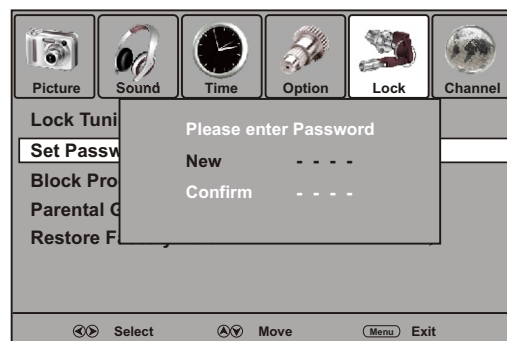 Picture Sound Time Option Lock Channel
Lock Tuni
Set Passw
Block Pro
Parental G
Restore F
Please enter Password
New - - - -
Confirm - - - -
Select Move Menu Exit